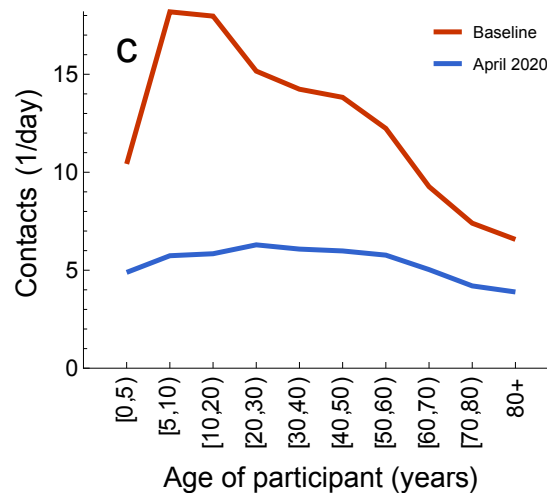 C
Baseline
April 2020
Contacts (1/day)
15
10
5
0
[0,5)
[5,10)
[10,20)
[20,30)
[30,40)
[40,50)
[50,60)
[60,70)
[70,80)
80+
Age of participant (years)